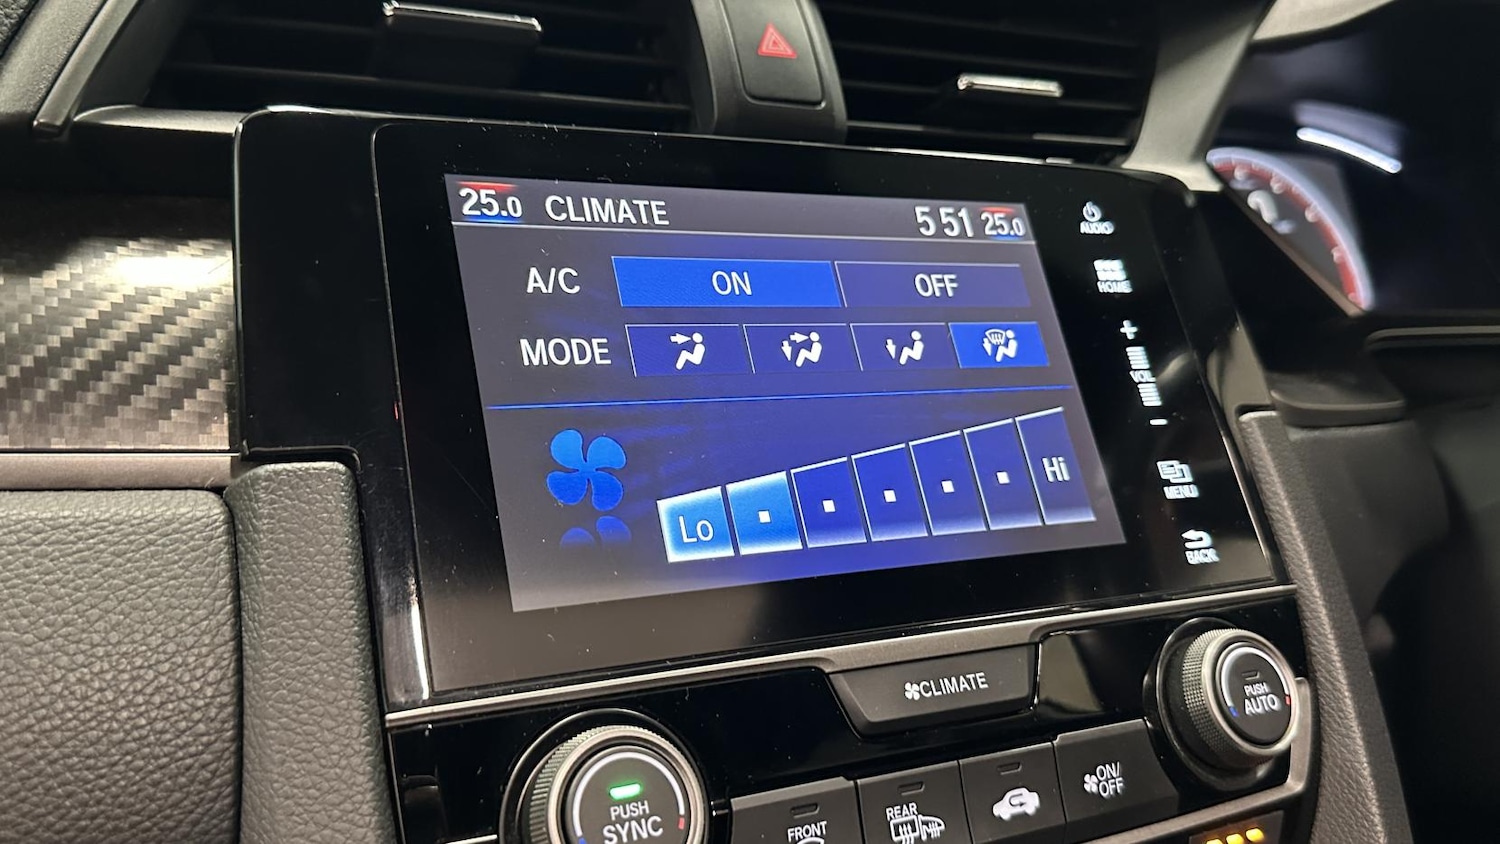 25.0 CLIMATE 5 51 25.0
AUDIO
A/C ON OFF
HOME
MODE
VOL
Lo Hi
MENU
BACK
CLIMATE
PUSH
AUTO
PUSH
SYNC
FRONT
REAR
ON/
OFF